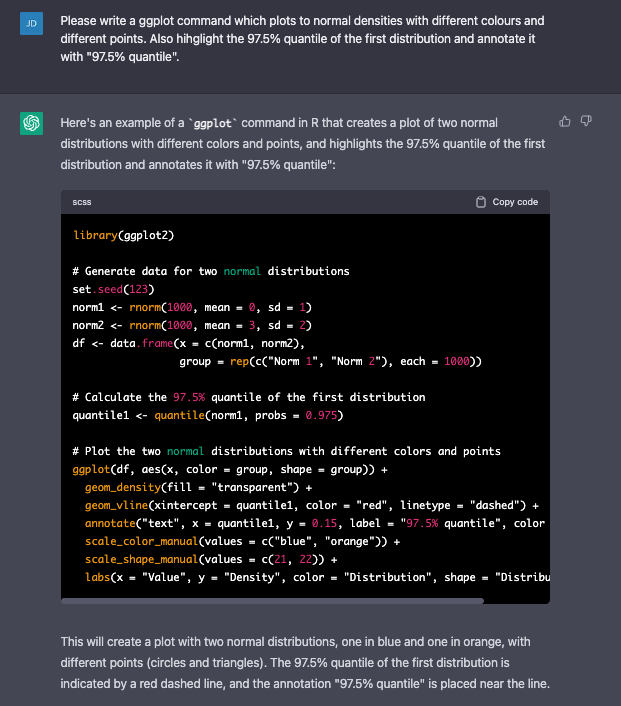 JD
Please write a ggplot command which plots to normal densities with different colours and
different points. Also hihglight the 97.5% quantile of the first distribution and annotate it
with "97.5% quantile".
Here's an example of a `ggplot` command in R that creates a plot of two normal
distributions with different colors and points, and highlights the 97.5% quantile of the first
distribution and annotates it with "97.5% quantile":
scss
Copy code
library(ggplot2)
# Generate data for two normal distributions
set.seed(123)
norm1 <- rnorm(1000, mean = 0, sd = 1)
norm2 <- rnorm(1000, mean = 3, sd = 2)
df <- data.frame(x = c(norm1, norm2),
group = rep(c("Norm 1", "Norm 2"), each = 1000))
# Calculate the 97.5% quantile of the first distribution
quantile1 <- quantile(norm1, probs = 0.975)
# Plot the two normal distributions with different colors and points
ggplot(df, aes(x, color = group, shape = group)) +
geom_density(fill = "transparent") +
geom_vline(xintercept = quantile1, color = "red", linetype = "dashed") +
annotate("text", x = quantile1, y = 0.15, label = "97.5% quantile", color
scale_color_manual(values = c("blue", "orange")) +
scale_shape_manual(values = c(21, 22)) +
labs(x = "Value", y = "Density", color = "Distribution", shape = "Distribu
This will create a plot with two normal distributions, one in blue and one in orange, with
different points (circles and triangles). The 97.5% quantile of the first distribution is
indicated by a red dashed line, and the annotation "97.5% quantile" is placed near the line.